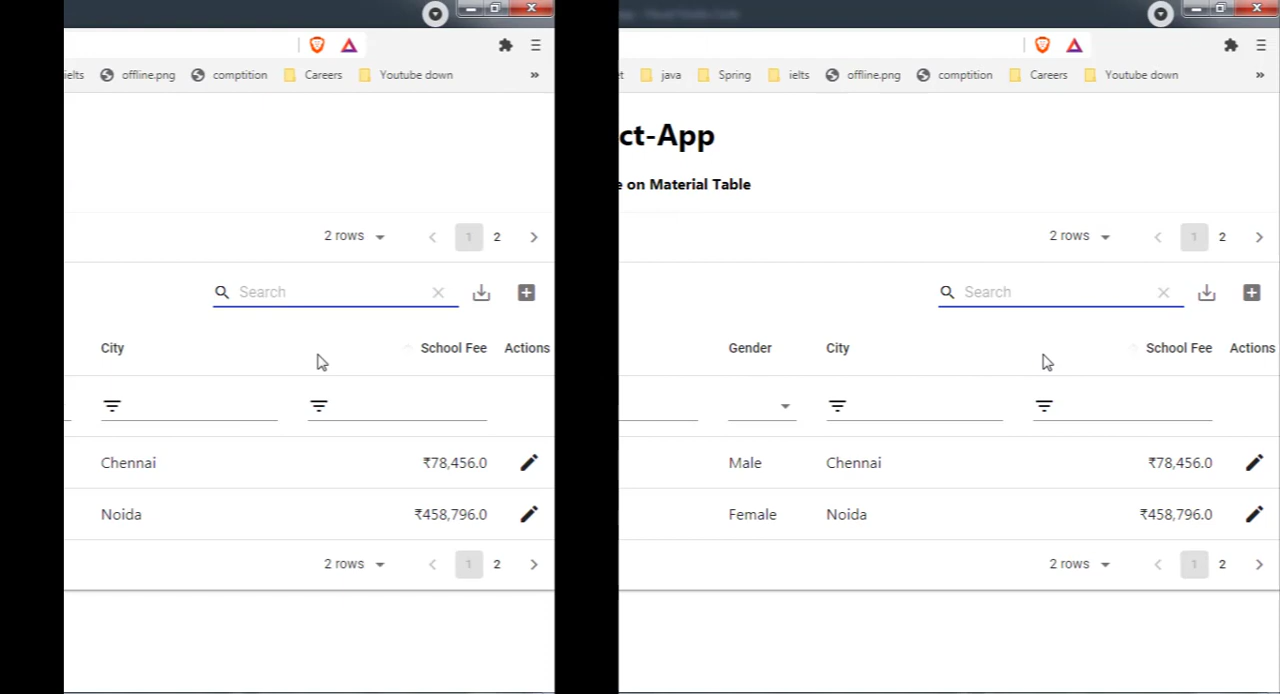 ielts offline.png comptition Careers Youtube down »
2 rows 1 2
Search
City School Fee Actions
Chennai ₹78,456.0
Noida ₹458,796.0
2 rows 1 2
et java Spring ielts offline.png comptition Careers Youtube down »
ct-App
e on Material Table
2 rows 1 2
Search
Gender City School Fee Actions
Male Chennai ₹78,456.0
Female Noida ₹458,796.0
2 rows 1 2